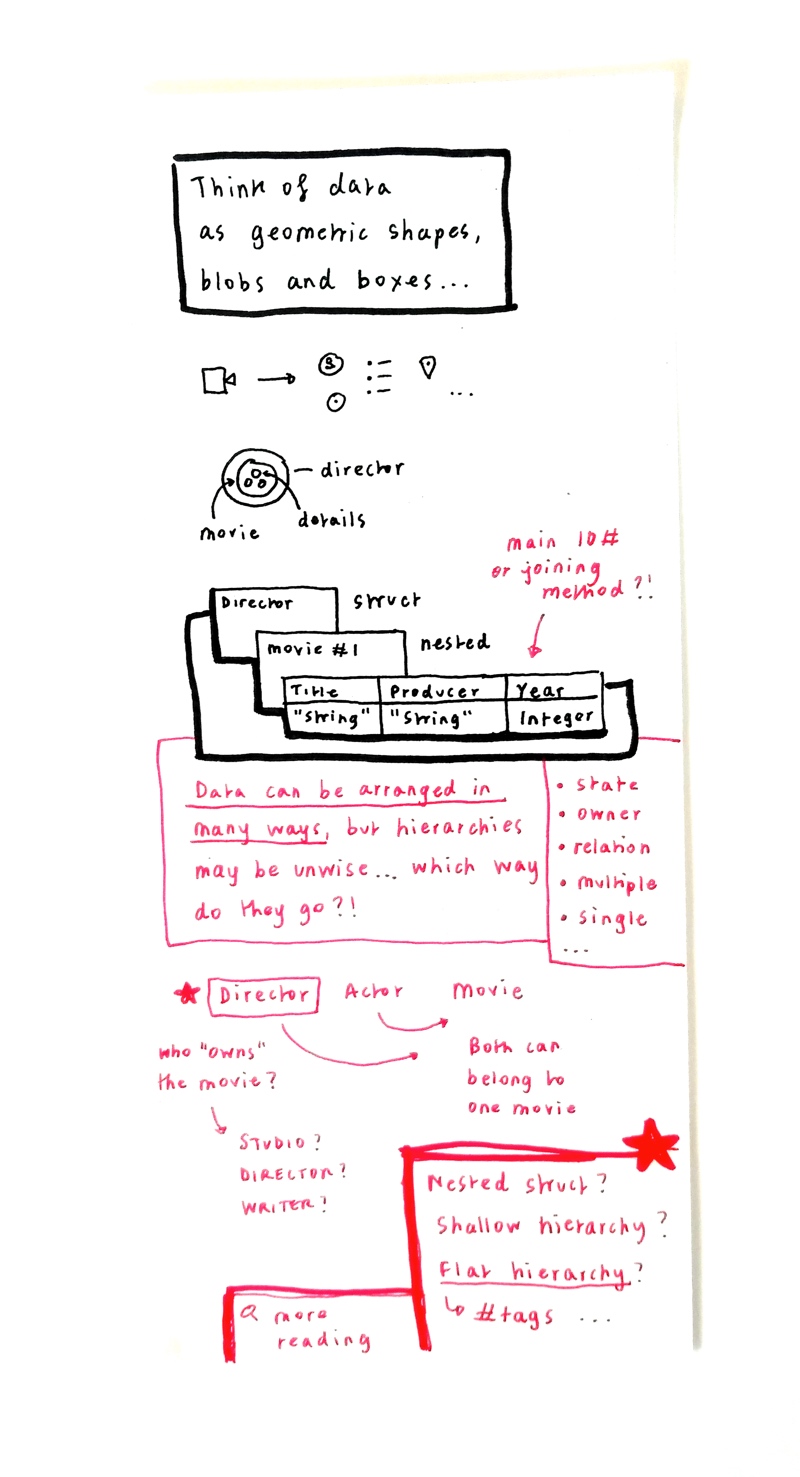 Think of data
as geometric shapes,
blobs and boxes...
...
director
movie
details
main ID#
or joining
method?!
Director
struct
movie #1
nested
Title Producer Year
"String" "String" Integer
Data can be arranged in
many ways, but hierarchies
may be unwise... which way
do they go?!
• state
• owner
• relation
• multiple
• single
...
Director Actor Movie
who "owns"
the movie?
Both can
belong to
one movie
STUDIO?
DIRECTOR?
WRITER?
Nested struct?
Shallow hierarchy?
Flat hierarchy?
#tags ...
more
reading